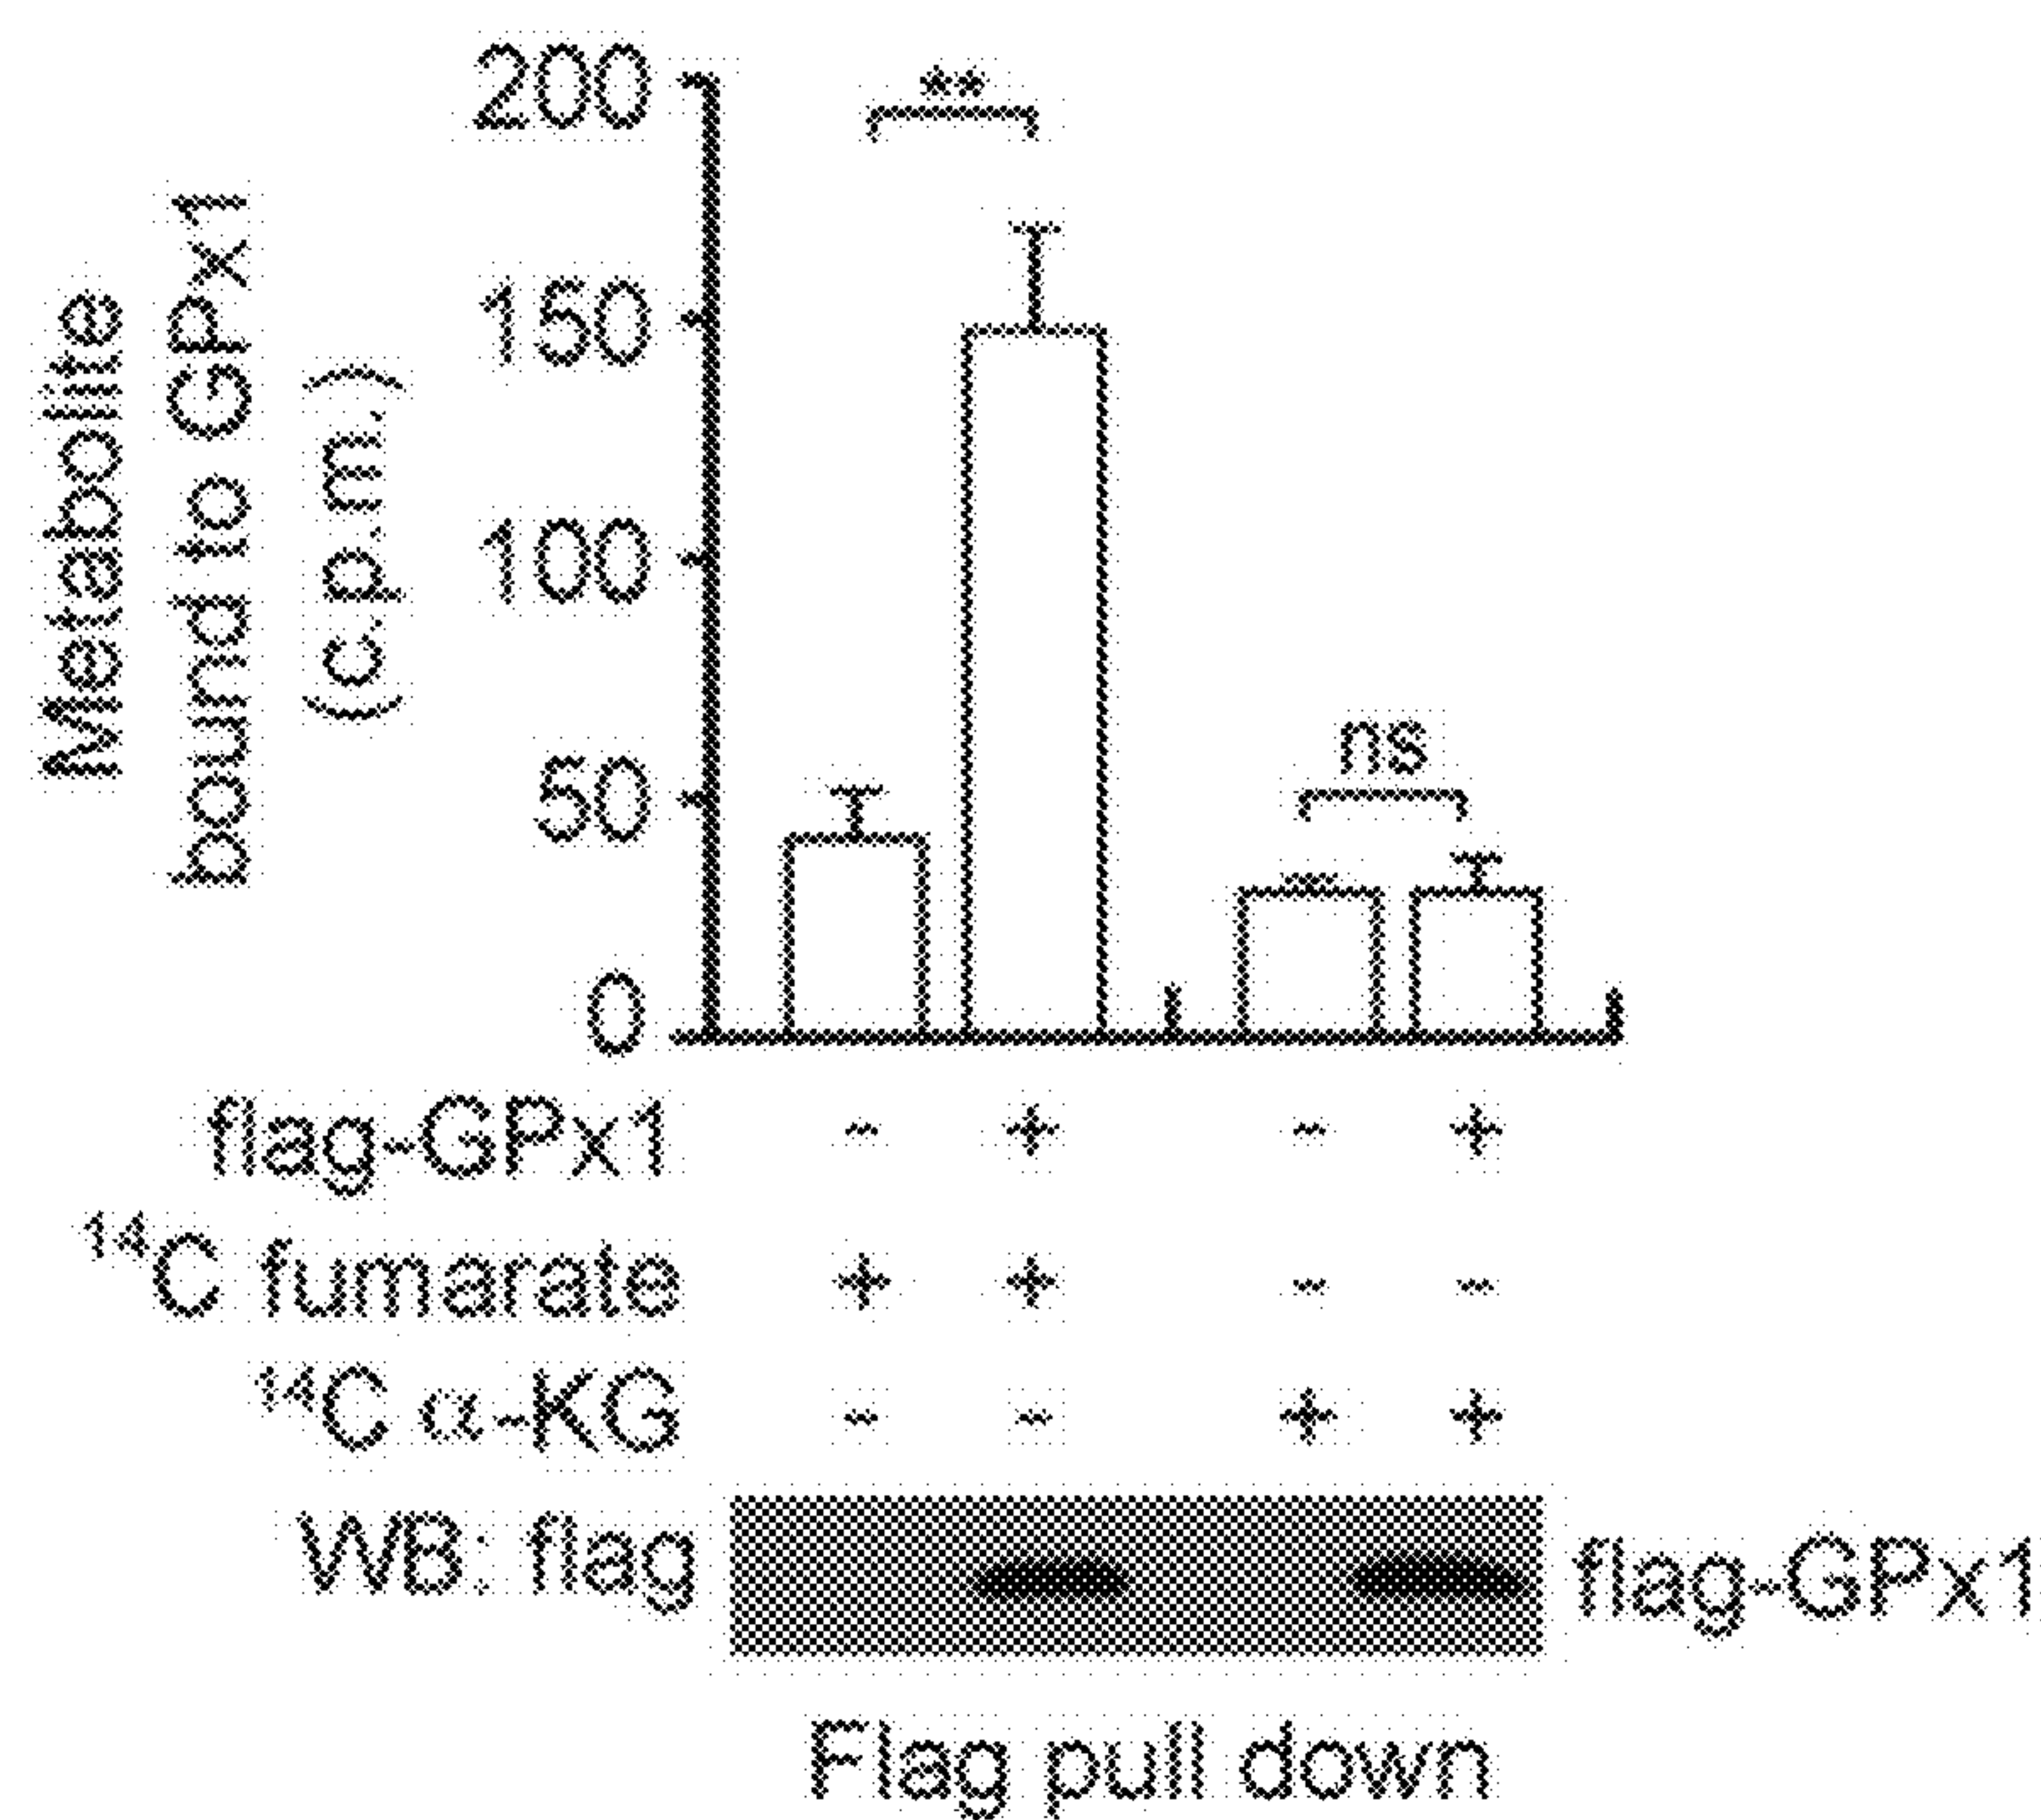 Metabolite
bound to GPx1
(c.p.m.)
200
150
100
50
0
**
ns
flag-GPx1 - + - +
¹⁴C fumarate + + - -
¹⁴C α-KG - - + +
WB: flag
flag-GPx1
Flag pull down